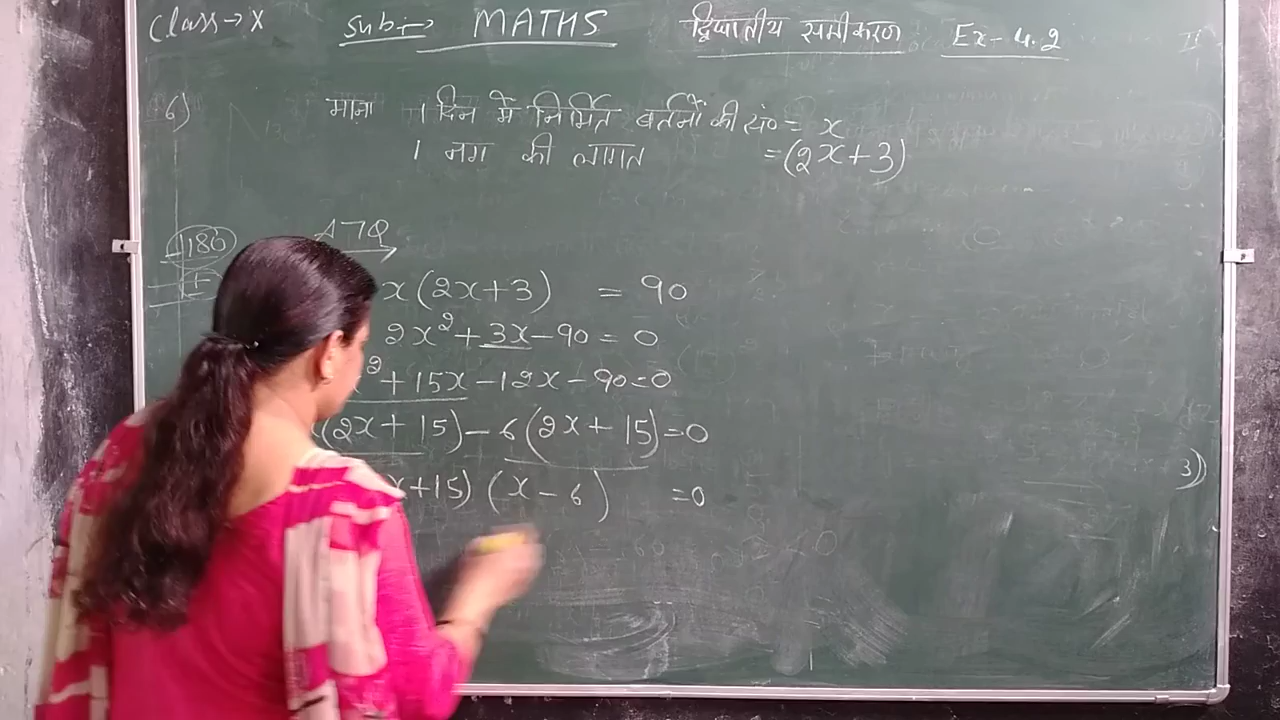 Class→X Sub:→ MATHS द्विघातीय समीकरण Ex-4.2
6) माना 1 दिन में निर्मित बर्तनों की सं० = x
1 नग की लागत =(2x+3)
-180 ATQ
x(2x+3) = 90
2x²+3x-90=0
²+15x-12x-90=0
(2x+15)-6(2x+15)=0
x+15)(x-6) =0
3)